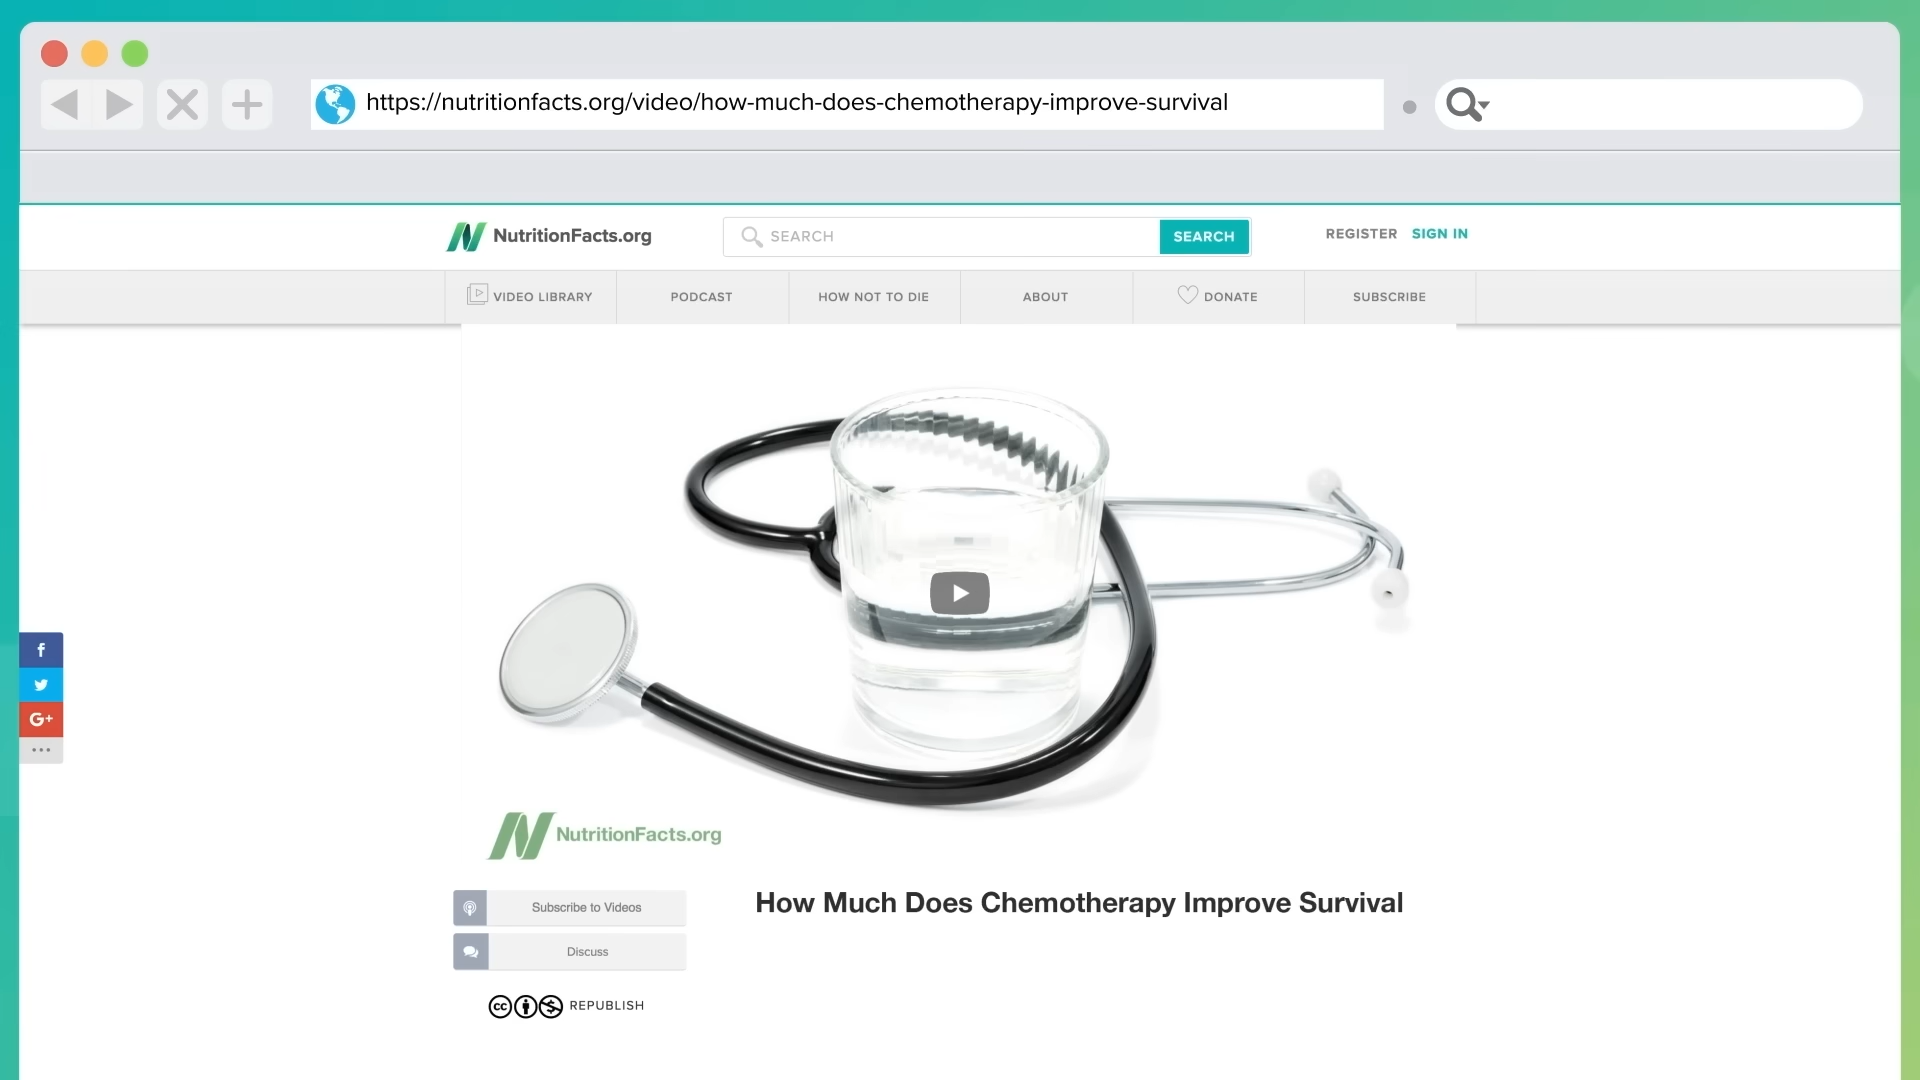 https://nutritionfacts.org/video/how-much-does-chemotherapy-improve-survival
NutritionFacts.org
SEARCH
SEARCH
REGISTER
SIGN IN
VIDEO LIBRARY
PODCAST
HOW NOT TO DIE
ABOUT
DONATE
SUBSCRIBE
f
G+
NutritionFacts.org
Subscribe to Videos
How Much Does Chemotherapy Improve Survival
Discuss
cc
REPUBLISH